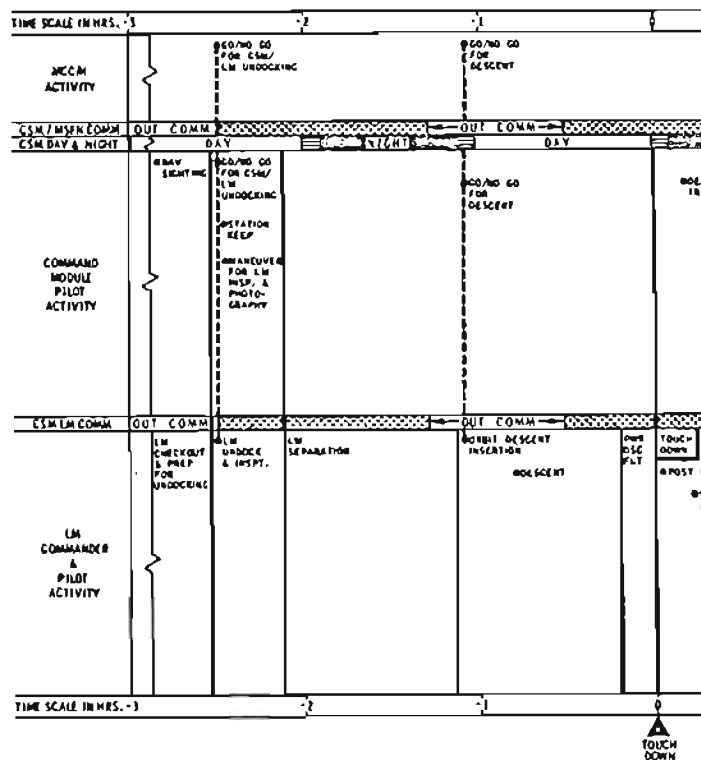 TIME SCALE IN HRS. -3 -2 -1 0
MCC-M
ACTIVITY
GO/NO GO
FOR CSM/
LM UNDOCKING
GO/NO GO
FOR
DESCENT
CSM/MSFN COMM OUT COMM OUT COMM
CSM DAY & NIGHT DAY NIGHT DAY
COMMAND
MODULE
PILOT
ACTIVITY
NAV
SIGHTING
GO/NO GO
FOR CSM/
LM
UNDOCKING
STATION
KEEP
MANEUVER
FOR LM
INSP. &
PHOTO-
GRAPHY
GO/NO GO
FOR
DESCENT
CSM LM COMM OUT COMM OUT COMM
LM
COMMANDER
&
PILOT
ACTIVITY
LM
CHECKOUT
& PREP
FOR
UNDOCKING
LM
UNDOCK
& INSPT.
LM
SEPARATION
ORBIT DESCENT
INSERTION
DESCENT
PWR
DSC
FLT
TOUCH
DOWN
POST
TIME SCALE IN HRS. -3 -2 -1 0
TOUCH
DOWN